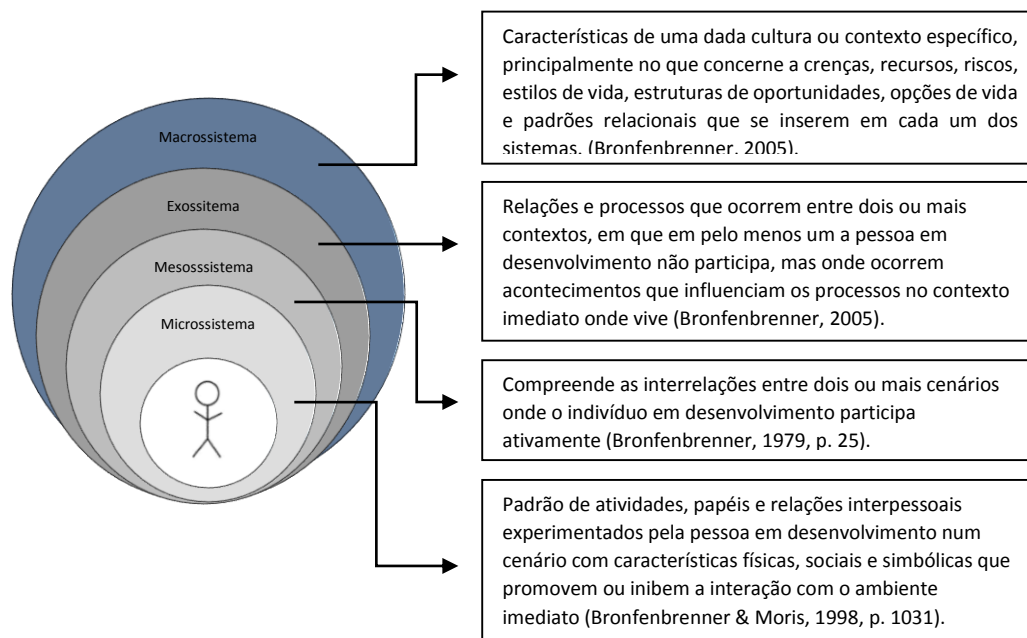 Macrossistema
Exossitema
Mesosssistema
Microssistema
Características de uma dada cultura ou contexto específico,
principalmente no que concerne a crenças, recursos, riscos,
estilos de vida, estruturas de oportunidades, opções de vida
e padrões relacionais que se inserem em cada um dos
sistemas. (Bronfenbrenner, 2005).
Relações e processos que ocorrem entre dois ou mais
contextos, em que em pelo menos um a pessoa em
desenvolvimento não participa, mas onde ocorrem
acontecimentos que influenciam os processos no contexto
imediato onde vive (Bronfenbrenner, 2005).
Compreende as interrelações entre dois ou mais cenários
onde o indivíduo em desenvolvimento participa
ativamente (Bronfenbrenner, 1979, p. 25).
Padrão de atividades, papéis e relações interpessoais
experimentados pela pessoa em desenvolvimento num
cenário com características físicas, sociais e simbólicas que
promovem ou inibem a interação com o ambiente
imediato (Bronfenbrenner & Moris, 1998, p. 1031).